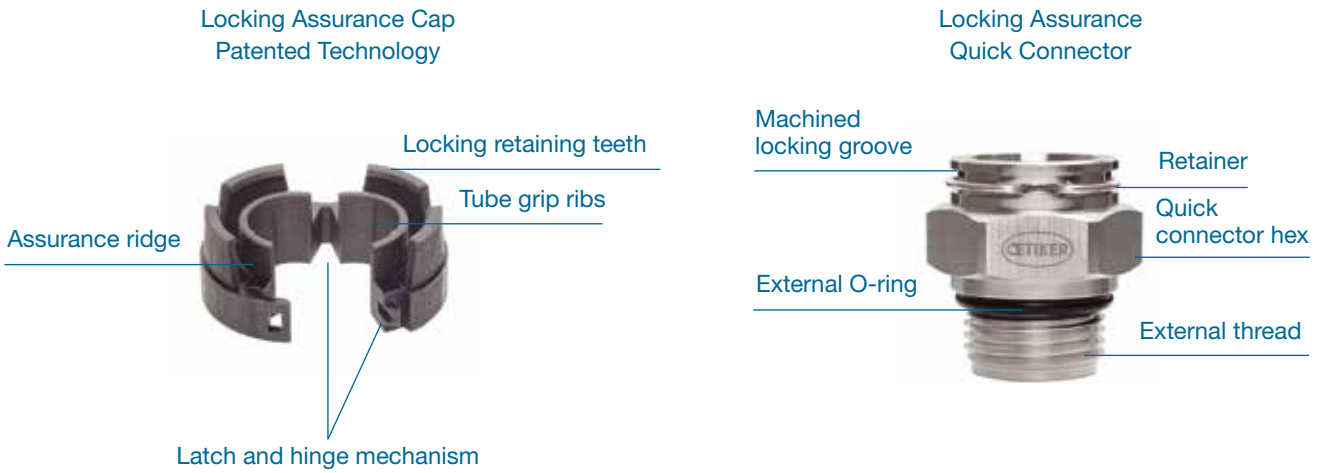 Locking Assurance Cap
Patented Technology
Locking retaining teeth
Tube grip ribs
Assurance ridge
Latch and hinge mechanism
Locking Assurance
Quick Connector
Machined
locking groove
Retainer
Quick
connector hex
ŒTIKER
External O-ring
External thread